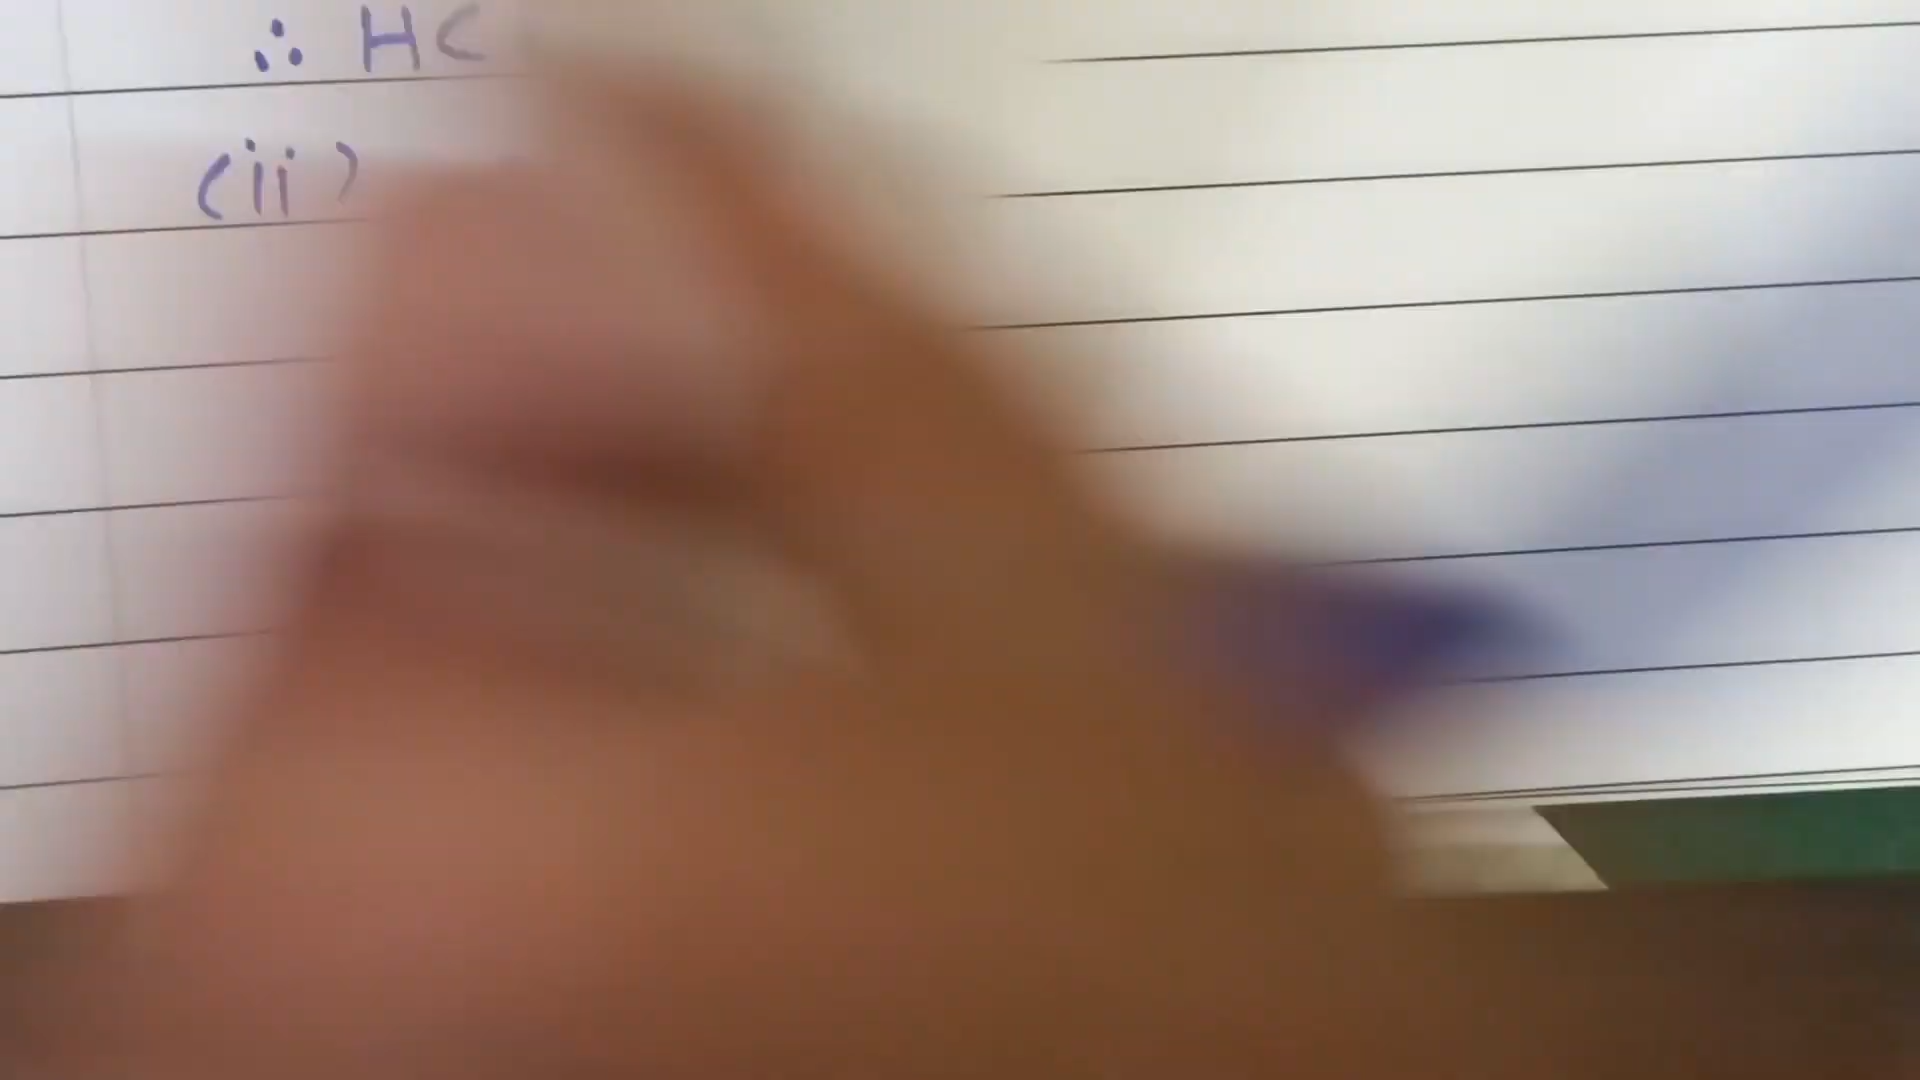 ∴ HC
(ii)